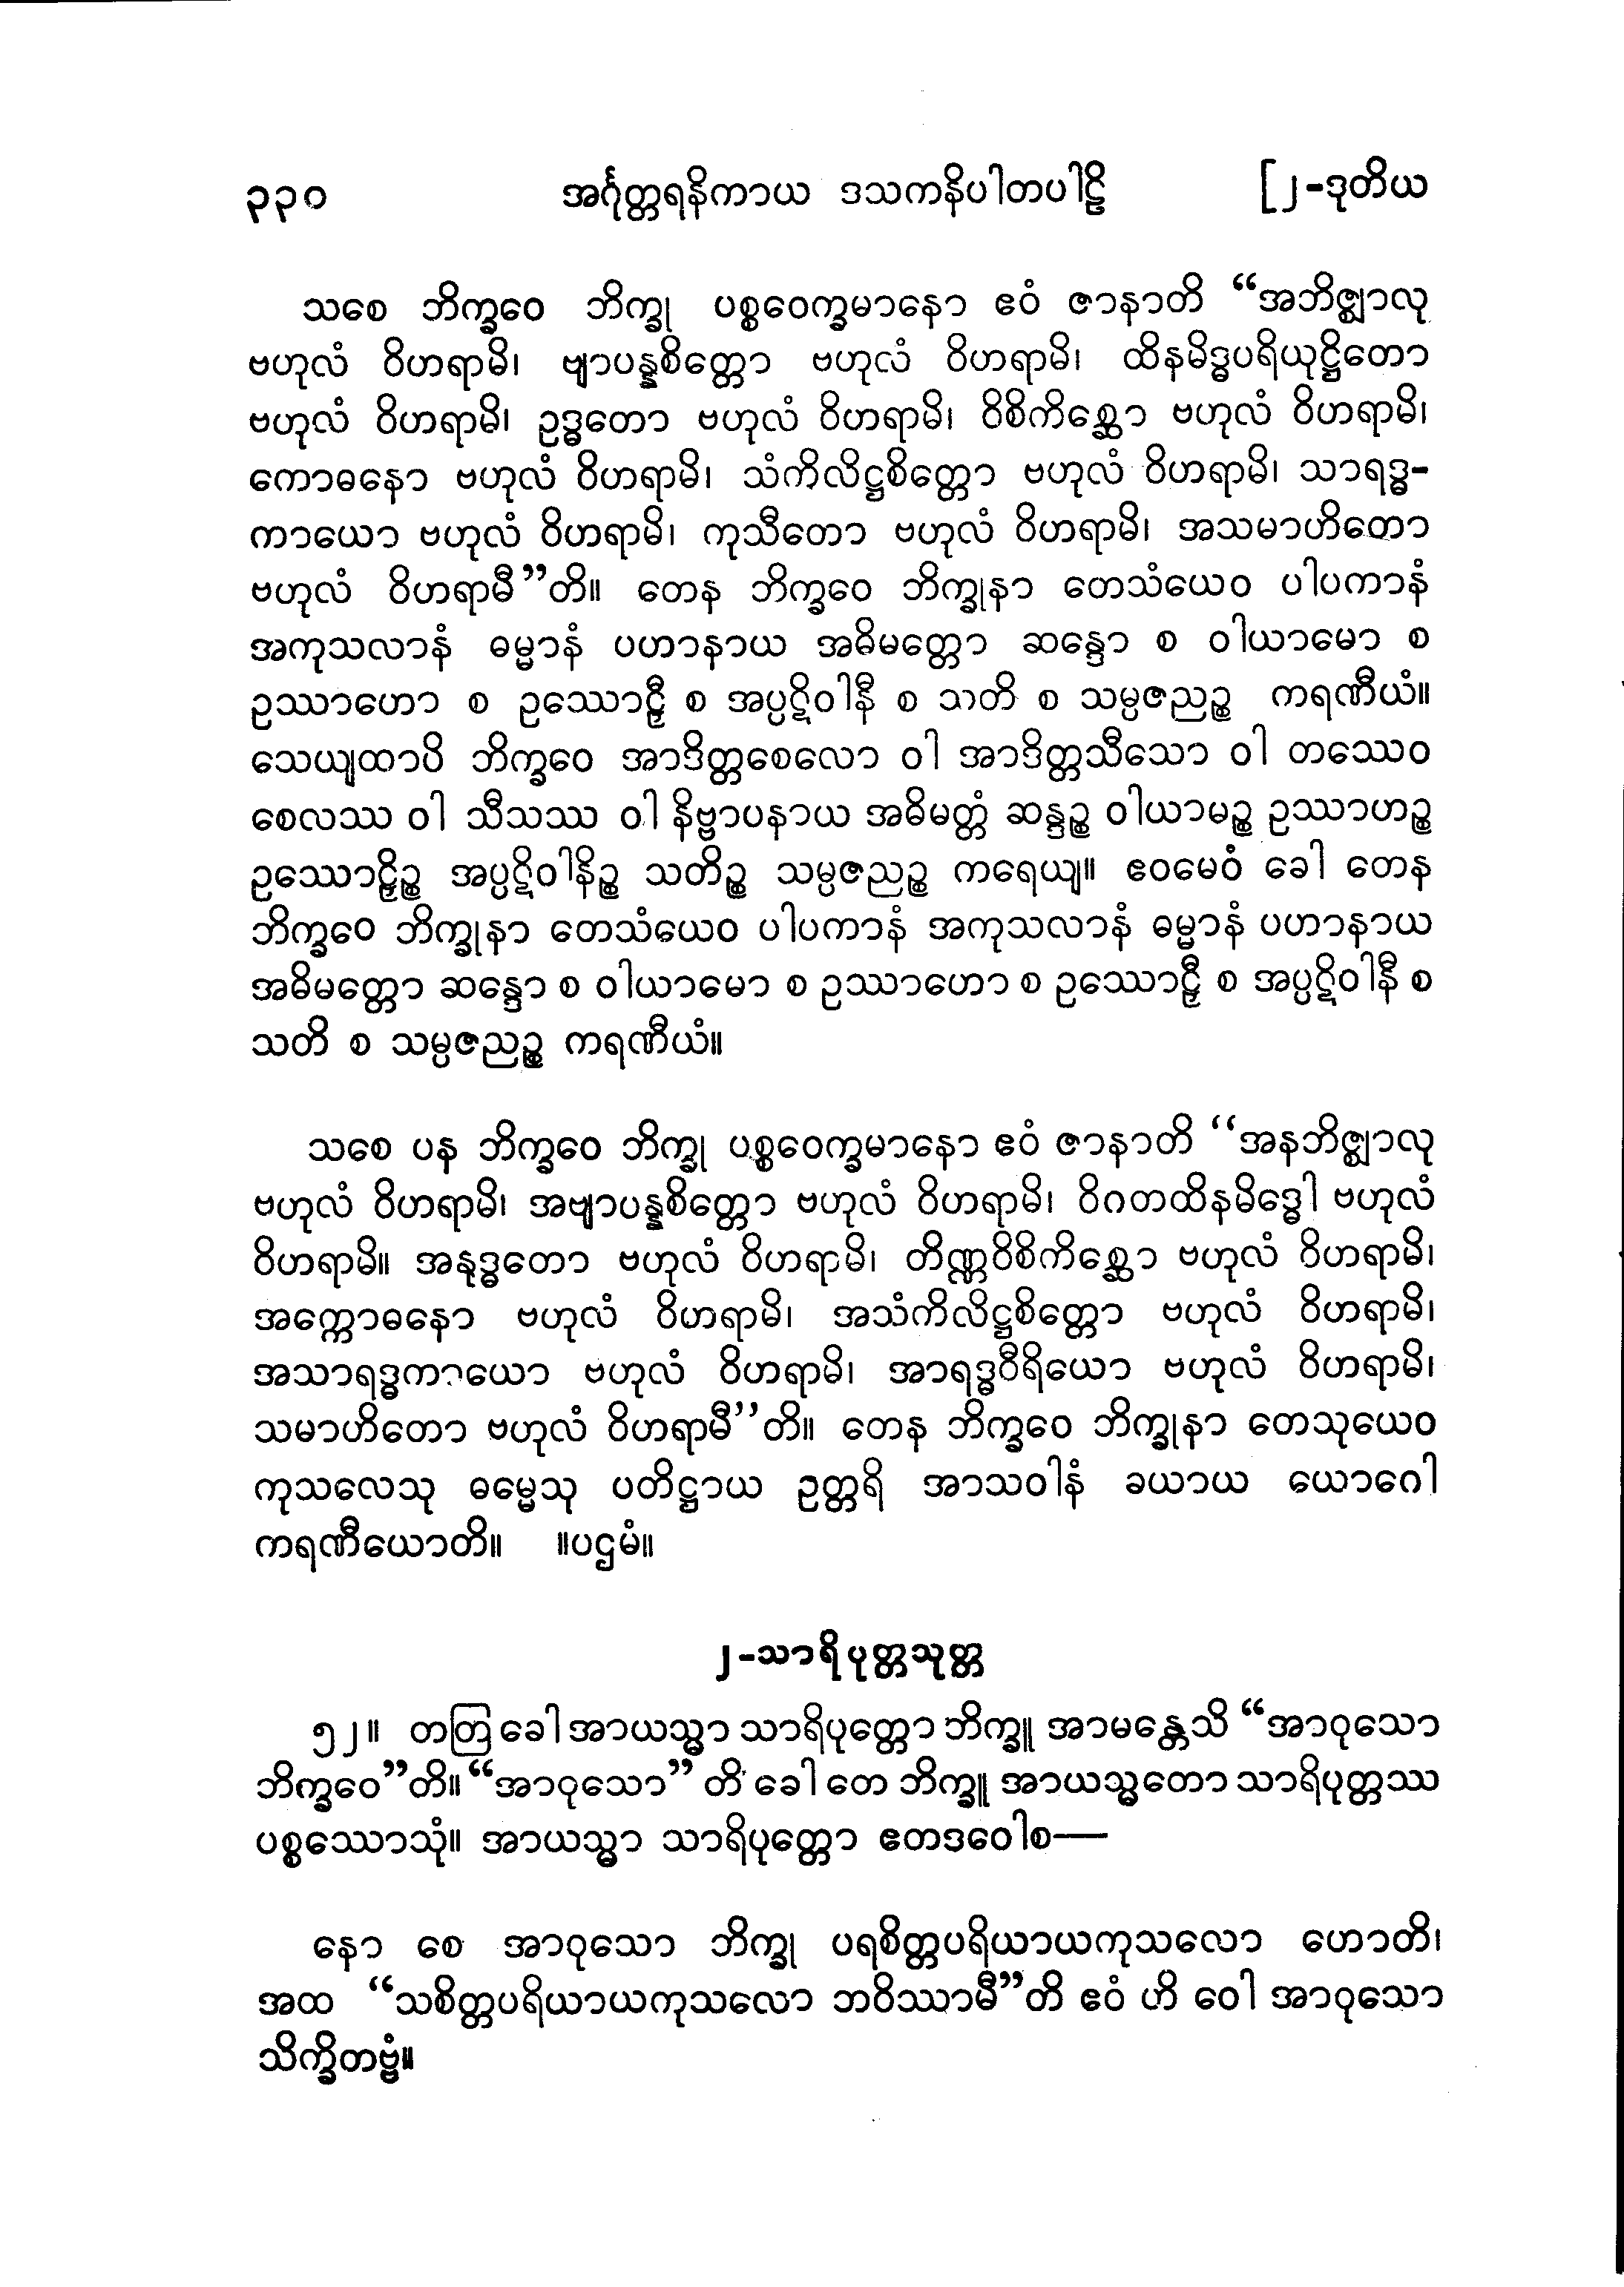 ၃၃၀ အင်္ဂုတ္တရနိကာယ ဒသကနိပါတပါဠိ [၂-ဒုတိယ
သစေ ဘိက္ခဝေ ဘိက္ခု ပစ္စဝေက္ခမာနော ဧဝံ ဇာနာတိ “အဘိဇ္ဈာလု
ဗဟုလံ ဝိဟရာမိ၊ ဗျာပန္နစိတ္တော ဗဟုလံ ဝိဟရာမိ၊ ထိနမိဒ္ဓပရိယုဋ္ဌိတော
ဗဟုလံ ဝိဟရာမိ၊ ဥဒ္ဓတော ဗဟုလံ ဝိဟရာမိ၊ ဝိစိကိစ္ဆော ဗဟုလံ ဝိဟရာမိ၊
ကောဓနော ဗဟုလံ ဝိဟရာမိ၊ သံကိလိဋ္ဌစိတ္တော ဗဟုလံ ဝိဟရာမိ၊ သာရဒ္ဓ-
ကာယော ဗဟုလံ ဝိဟရာမိ၊ ကုသီတော ဗဟုလံ ဝိဟရာမိ၊ အသမာဟိတော
ဗဟုလံ ဝိဟရာမီ”တိ။ တေန ဘိက္ခဝေ ဘိက္ခုနာ တေသံယေဝ ပါပကာနံ
အကုသလာနံ ဓမ္မာနံ ပဟာနာယ အဓိမတ္တော ဆန္ဒော စ ဝါယာမော စ
ဥဿာဟော စ ဥဿောဠှီ စ အပ္ပဋိဝါနီ စ သတိ စ သမ္ပဇညဉ္စ ကရဏီယံ။
သေယျထာပိ ဘိက္ခဝေ အာဒိတ္တစေလော ဝါ အာဒိတ္တသီသော ဝါ တဿေဝ
စေလဿ ဝါ သီသဿ ဝါ နိဗ္ဗာပနာယ အဓိမတ္တံ ဆန္ဒဉ္စ ဝါယာမဉ္စ ဥဿာဟဉ္စ
ဥဿောဠှိဉ္စ အပ္ပဋိဝါနိဉ္စ သတိဉ္စ သမ္ပဇညဉ္စ ကရေယျ။ ဧဝမေဝံ ခေါ တေန
ဘိက္ခဝေ ဘိက္ခုနာ တေသံယေဝ ပါပကာနံ အကုသလာနံ ဓမ္မာနံ ပဟာနာယ
အဓိမတ္တော ဆန္ဒော စ ဝါယာမော စ ဥဿာဟော စ ဥဿောဠှီ စ အပ္ပဋိဝါနီ စ
သတိ စ သမ္ပဇညဉ္စ ကရဏီယံ။
သစေ ပန ဘိက္ခဝေ ဘိက္ခု ပစ္စဝေက္ခမာနော ဧဝံ ဇာနာတိ “အနဘိဇ္ဈာလု
ဗဟုလံ ဝိဟရာမိ၊ အဗျာပန္နစိတ္တော ဗဟုလံ ဝိဟရာမိ၊ ဝိဂတထိနမိဒ္ဓေါ ဗဟုလံ
ဝိဟရာမိ။ အနုဒ္ဓတော ဗဟုလံ ဝိဟရာမိ၊ တိဏ္ဏဝိစိကိစ္ဆော ဗဟုလံ ဝိဟရာမိ၊
အက္ကောဓနော ဗဟုလံ ဝိဟရာမိ၊ အသံကိလိဋ္ဌစိတ္တော ဗဟုလံ ဝိဟရာမိ၊
အသာရဒ္ဓကာယော ဗဟုလံ ဝိဟရာမိ၊ အာရဒ္ဓဝီရိယော ဗဟုလံ ဝိဟရာမိ၊
သမာဟိတော ဗဟုလံ ဝိဟရာမီ”တိ။ တေန ဘိက္ခဝေ ဘိက္ခုနာ တေသုယေဝ
ကုသလေသု ဓမ္မေသု ပတိဋ္ဌာယ ဥတ္တရိ အာသဝါနံ ခယာယ ယောဂေါ
ကရဏီယောတိ။ ။ပဌမံ။
၂-သာရိပုတ္တသုတ္တ
၅၂။ တတြ ခေါ အာယသ္မာ သာရိပုတ္တော ဘိက္ခူ အာမန္တေသိ “အာဝုသော
ဘိက္ခဝေ”တိ။ “အာဝုသော” တိ ခေါ တေ ဘိက္ခူ အာယသ္မတော သာရိပုတ္တဿ
ပစ္စဿောသုံ။ အာယသ္မာ သာရိပုတ္တော ဧတဒဝေါစ—
နော စေ အာဝုသော ဘိက္ခု ပရစိတ္တပရိယာယကုသလော ဟောတိ၊
အထ “သစိတ္တပရိယာယကုသလော ဘဝိဿာမီ”တိ ဧဝံ ဟိ ဝေါ အာဝုသော
သိက္ခိတဗ္ဗံ။